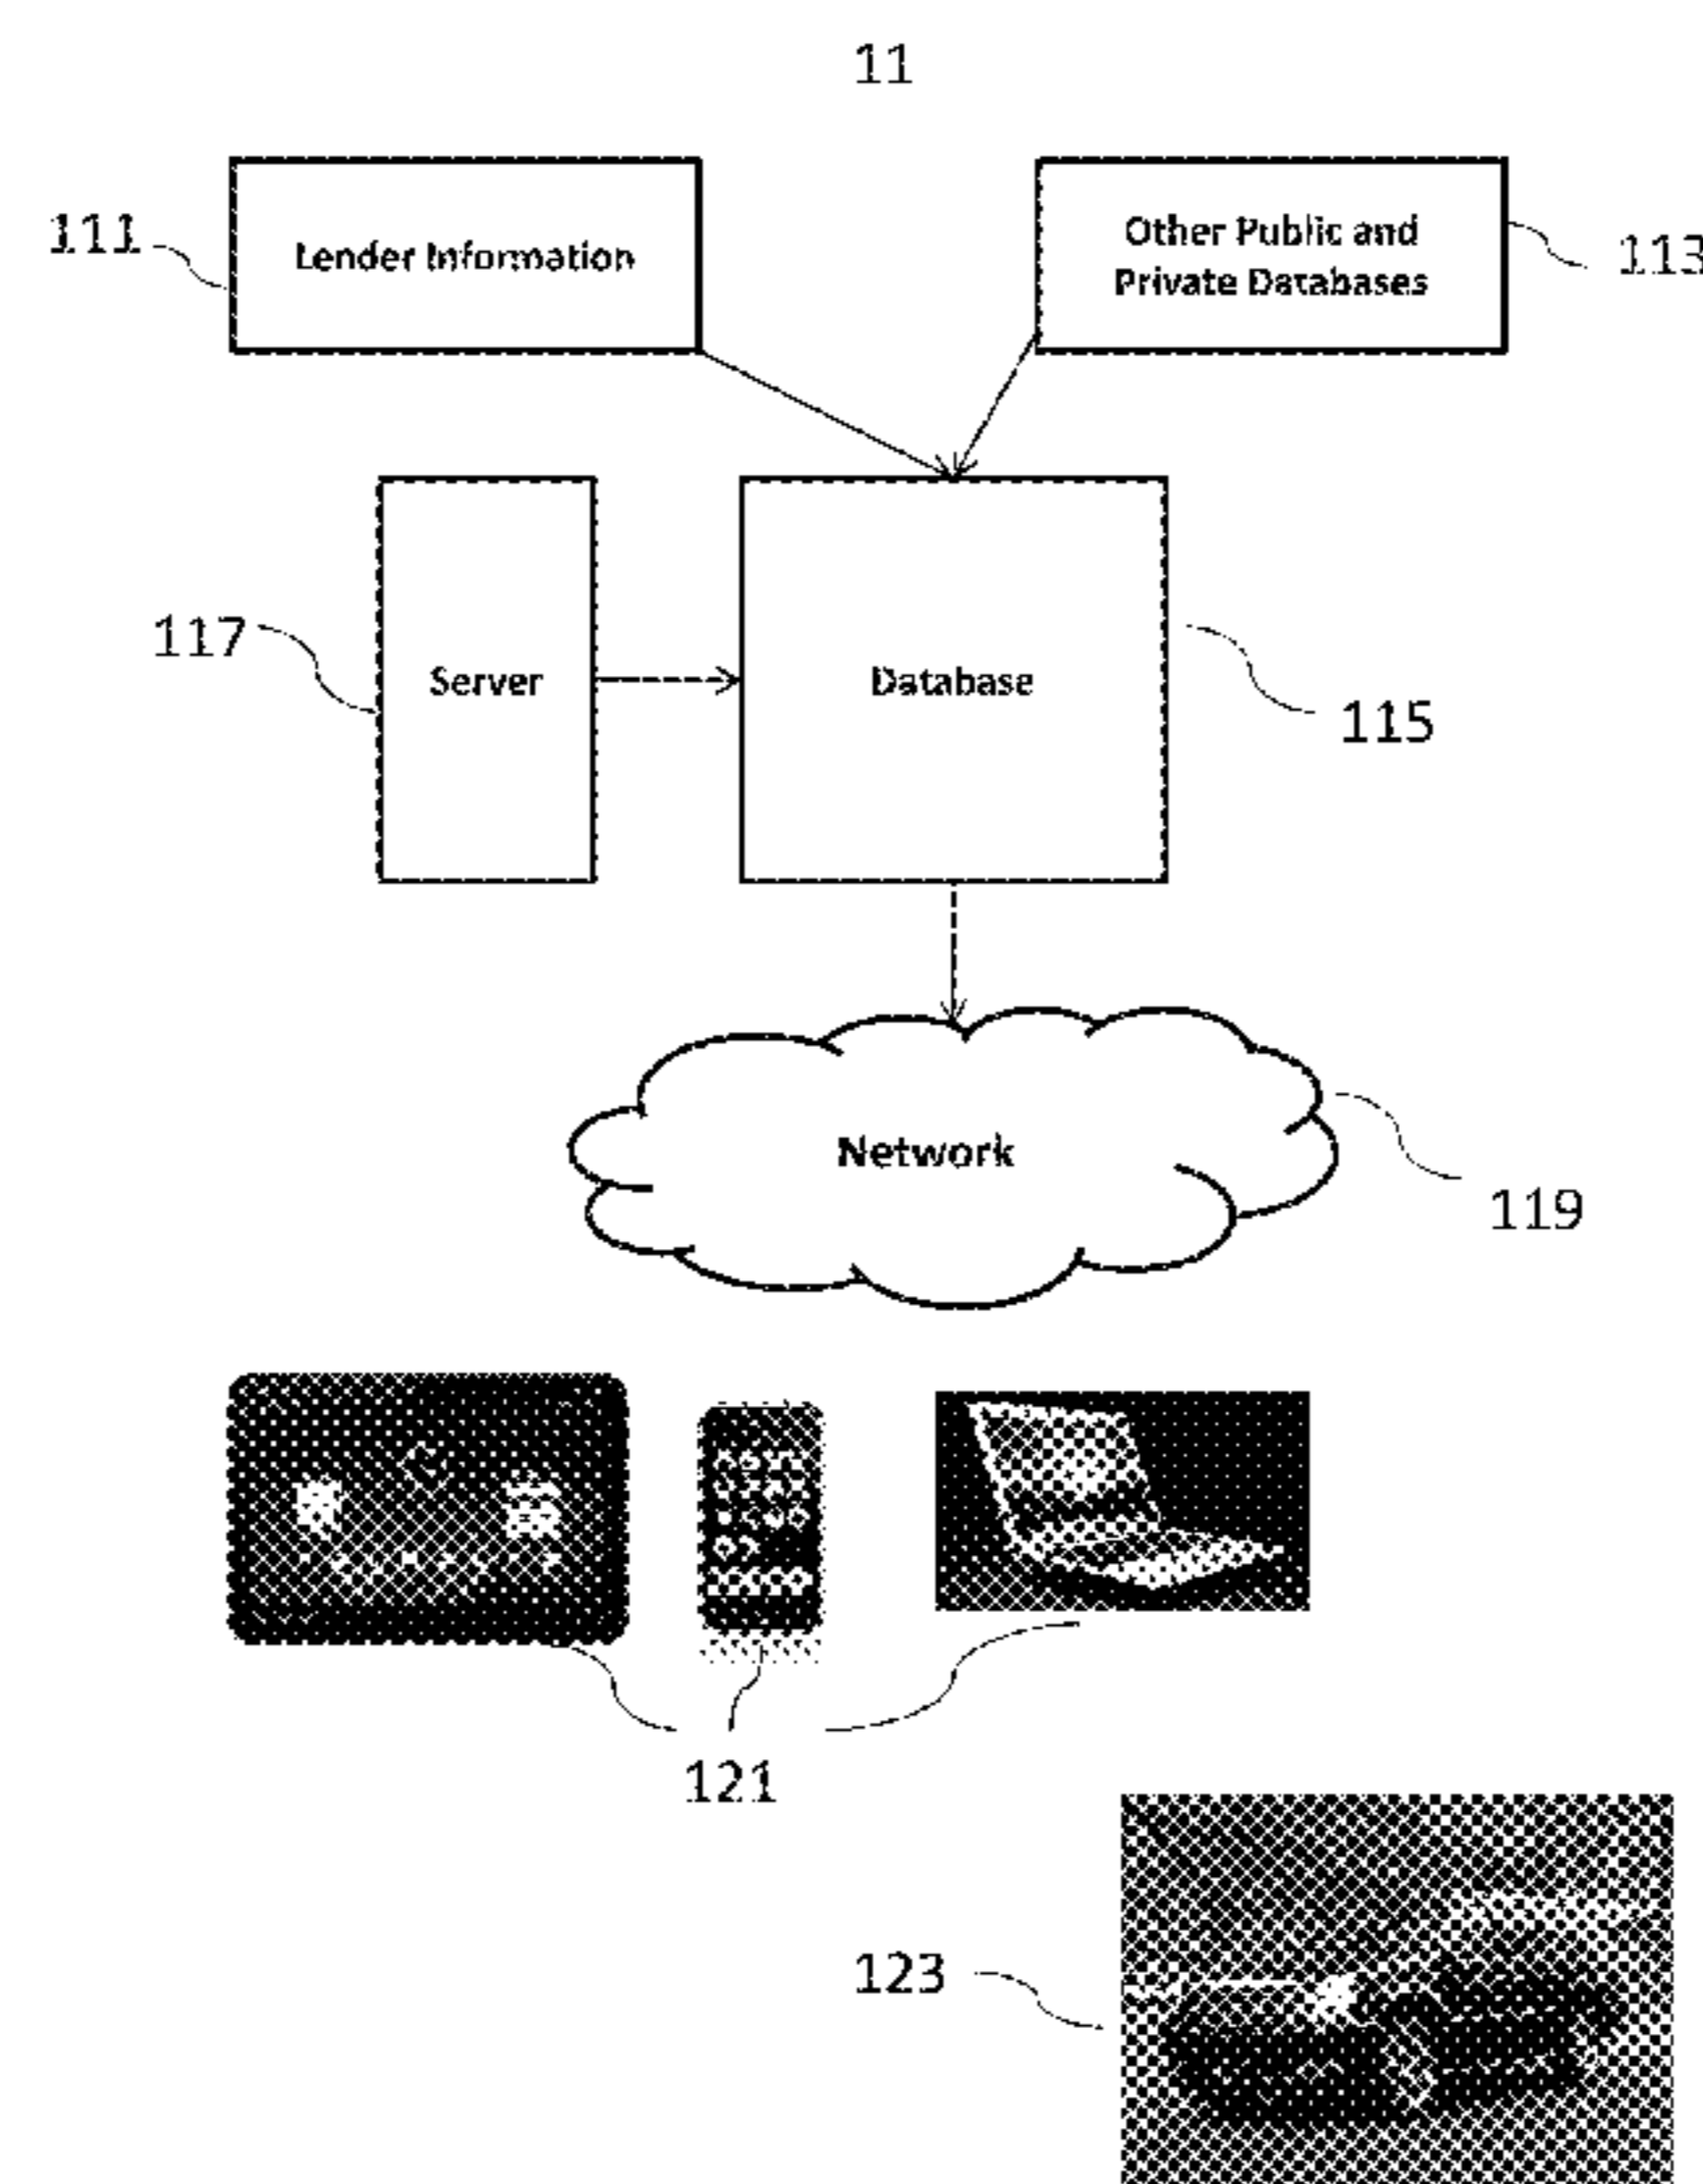 11
111
Lender Information
Other Public and
Private Databases
113
117
Server
Database
115
Network
119
121
123